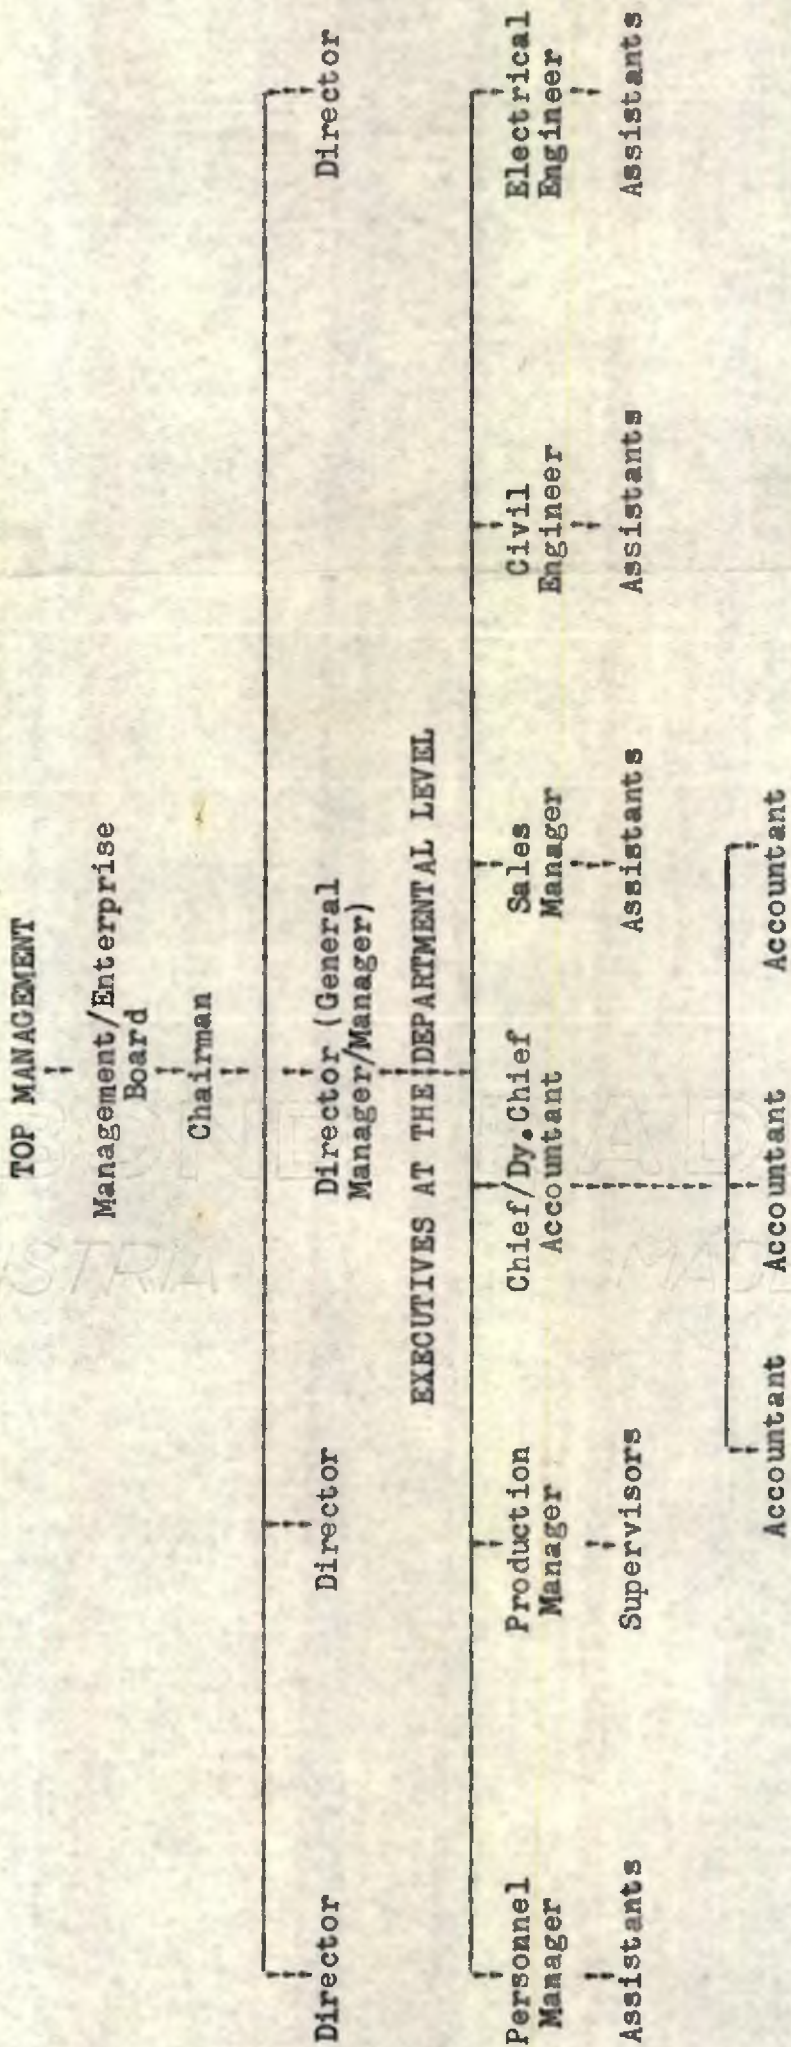 TOP MANAGEMENT
Management/Enterprise
Board
Chairman
Director
Director
Director (General
Manager/Manager)
Director
EXECUTIVES AT THE DEPARTMENTAL LEVEL
Personnel
Manager
Production
Manager
Chief/Dy.Chief
Accountant
Sales
Manager
Civil
Engineer
Electrical
Engineer
Assistants
Supervisors
Assistants
Assistants
Assistants
Accountant
Accountant
Accountant